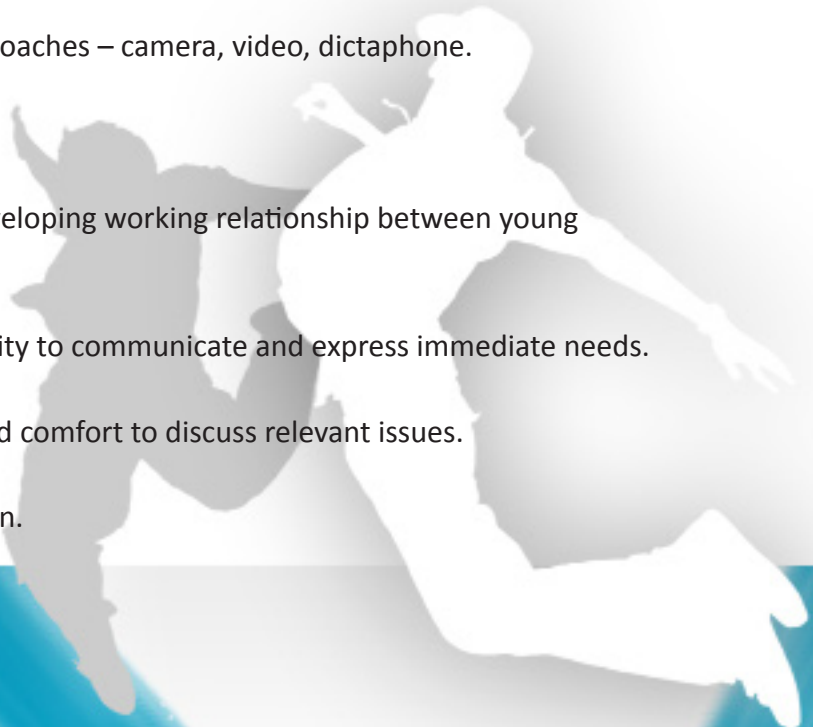 oaches – camera, video, dictaphone.
eloping working relationship between young
ity to communicate and express immediate needs.
d comfort to discuss relevant issues.
n.